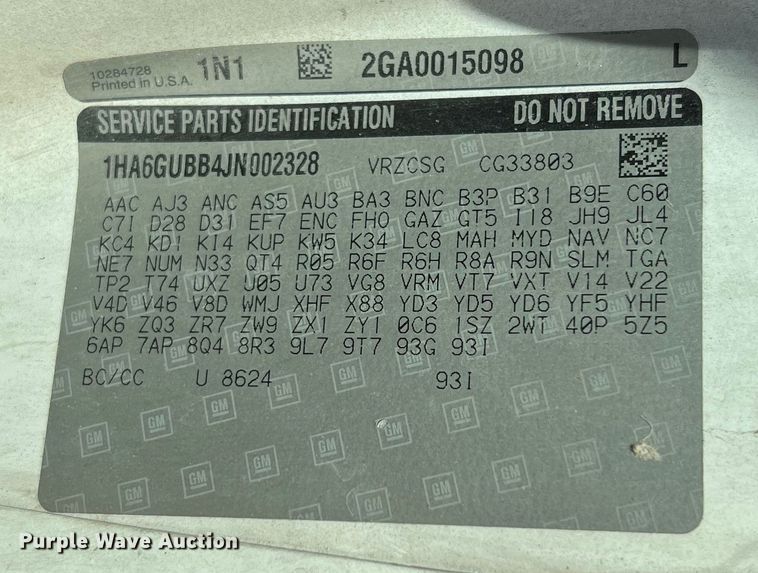 10284728
Printed in U.S.A.
1N1
2GA0015098
L
SERVICE PARTS IDENTIFICATION DO NOT REMOVE
1HA6GUBB4JN002328 VRZCSG CG33803
AAC AJ3 ANC AS5 AU3 BA3 BNC B3P B31 B9E C60
C7I D28 D31 EF7 ENC FHO GAZ GT5 I18 JH9 JL4
KC4 KD1 KI4 KUP KW5 K34 LC8 MAH MYD NAV NC7
NE7 NUM N33 QT4 R05 R6F R6H R8A R9N SLM TGA
TP2 T74 UXZ U05 U73 VG8 VRM VT7 VXT V14 V22
V4D V46 V8D WMJ XHF X88 YD3 YD5 YD6 YF5 YHF
YK6 ZQ3 ZR7 ZW9 ZX1 ZY1 0C6 1SZ 2WT 40P 5Z5
6AP 7AP 8Q4 8R3 9L7 9T7 93G 93I
BC/CC U 8624 93I
Purple Wave Auction